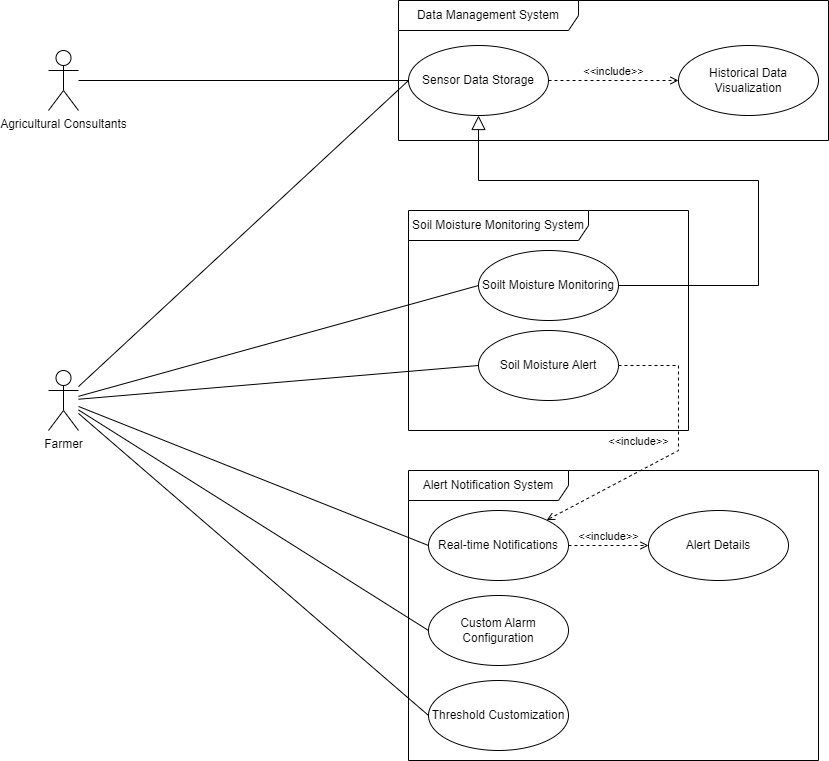 Data Management System
Sensor Data Storage
<<include>>
Historical Data
Visualization
Agricultural Consultants
Soil Moisture Monitoring System
Soilt Moisture Monitoring
Soil Moisture Alert
Farmer
<<include>>
Alert Notification System
Real-time Notifications
<<include>>
Alert Details
Custom Alarm
Configuration
Threshold Customization